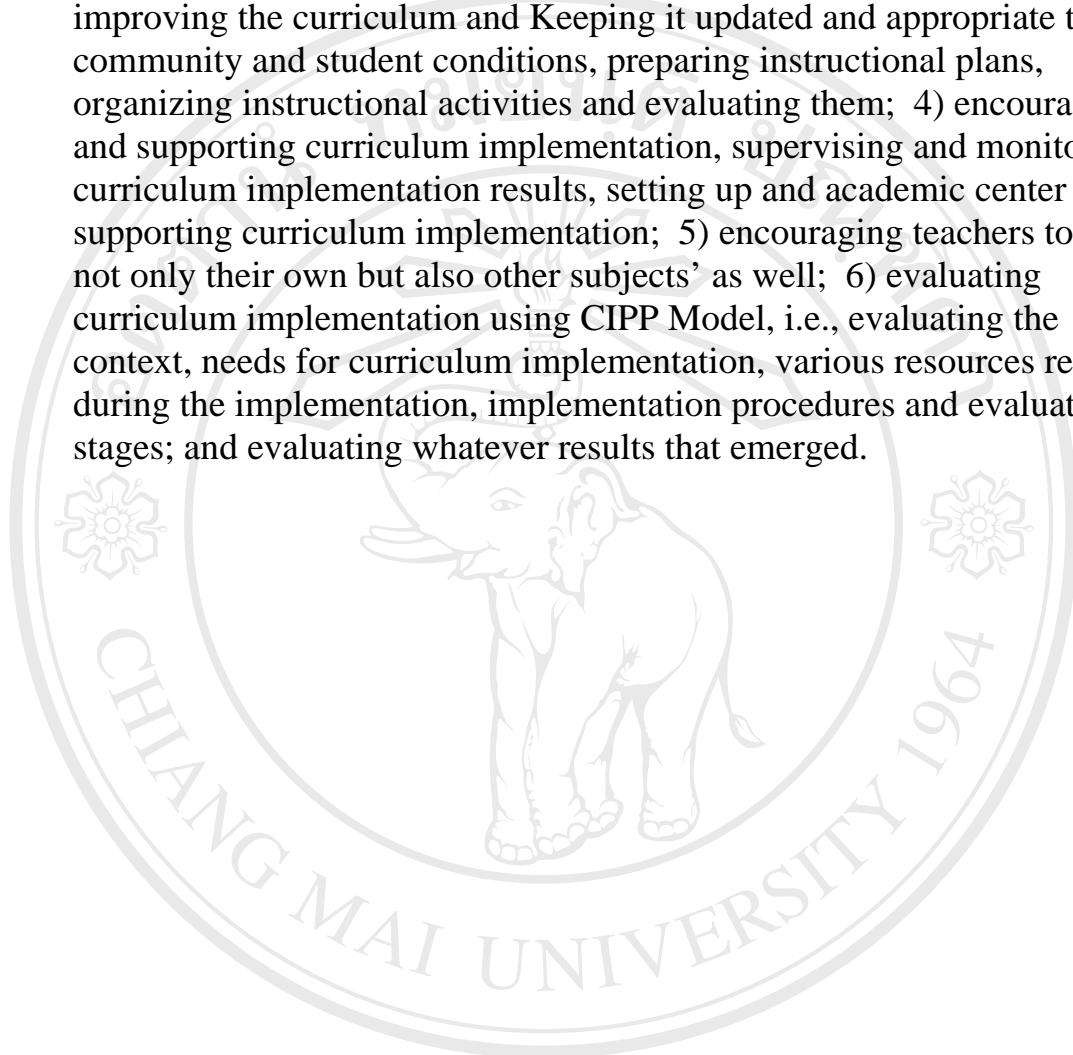 improving the curriculum and Keeping it updated and appropriate t
community and student conditions, preparing instructional plans,
organizing instructional activities and evaluating them; 4) encoura
and supporting curriculum implementation, supervising and monito
curriculum implementation results, setting up and academic center
supporting curriculum implementation; 5) encouraging teachers to
not only their own but also other subjects’ as well; 6) evaluating
curriculum implementation using CIPP Model, i.e., evaluating the
context, needs for curriculum implementation, various resources re
during the implementation, implementation procedures and evaluat
stages; and evaluating whatever results that emerged.
CHIANG MAI UNIVERSITY 1964